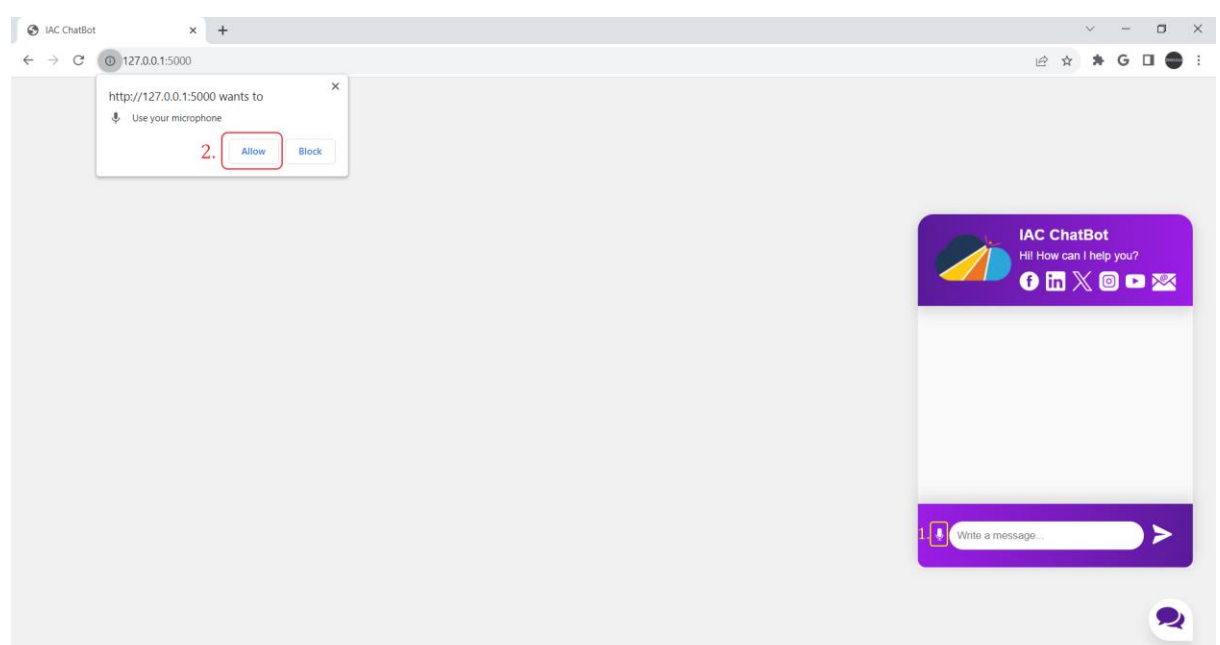 IAC ChatBot
127.0.0.1:5000
http://127.0.0.1:5000 wants to
Use your microphone
2. Allow Block
IAC ChatBot
Hi! How can I help you?
1. Write a message...